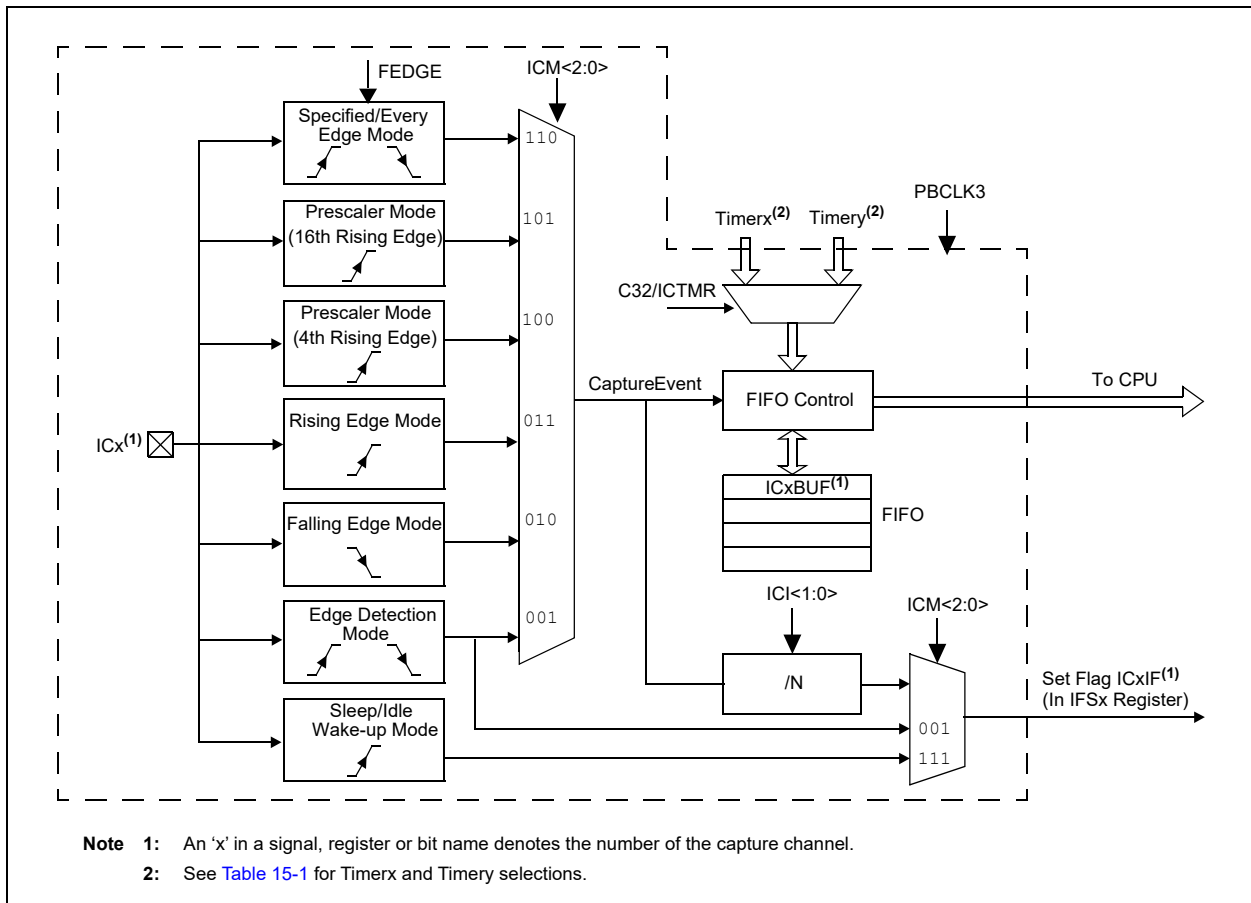 FEDGE
ICM<2:0>
Specified/Every
Edge Mode
110
Prescaler Mode
(16th Rising Edge)
101
PBCLK3
Timerx(2)
Timery(2)
C32/ICTMR
Prescaler Mode
(4th Rising Edge)
100
CaptureEvent
FIFO Control
To CPU
ICx(1)
Rising Edge Mode
011
ICxBUF(1)
FIFO
Falling Edge Mode
010
ICI<1:0>
ICM<2:0>
Edge Detection
Mode
001
/N
Set Flag ICxIF(1)
(In IFSx Register)
Sleep/Idle
Wake-up Mode
001
111
Note 1: An ‘x’ in a signal, register or bit name denotes the number of the capture channel.
2: See Table 15-1 for Timerx and Timery selections.